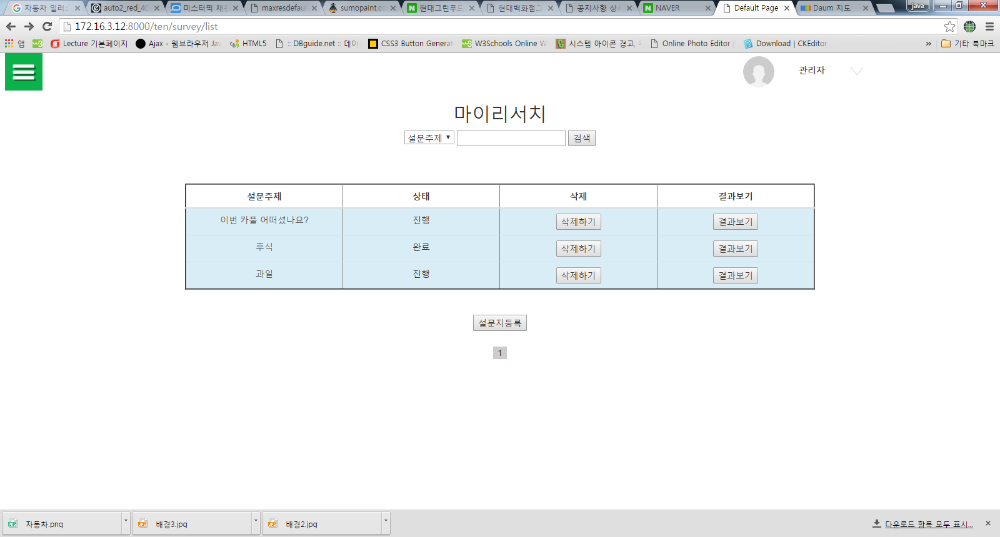 자동차 일러스
auto2_red_40
미스터픽 채용
maxresdefau
sumopaint.co
현대그린푸드
현대백화점그
공지사항 상세
NAVER
Default Page
Daum 지도
java
172.16.3.12:8000/ten/survey/list
앱
w3
Lecture 기본페이지
Ajax - 웹브라우저 Jav
HTML5
:: DBguide.net :: 데이
CSS3 Button Generat
W3Schools Online W
시스템 아이콘 경고,
Online Photo Editor |
Download | CKEditor
»
기타 북마크
관리자
마이리서치
설문주제
검색
설문주제 상태 삭제 결과보기
이번 카풀 어떠셨나요? 진행 삭제하기 결과보기
후식 완료 삭제하기 결과보기
과일 진행 삭제하기 결과보기
설문지등록
1
자동차.png
배경3.jpg
배경2.jpg
다운로드 항목 모두 표시...